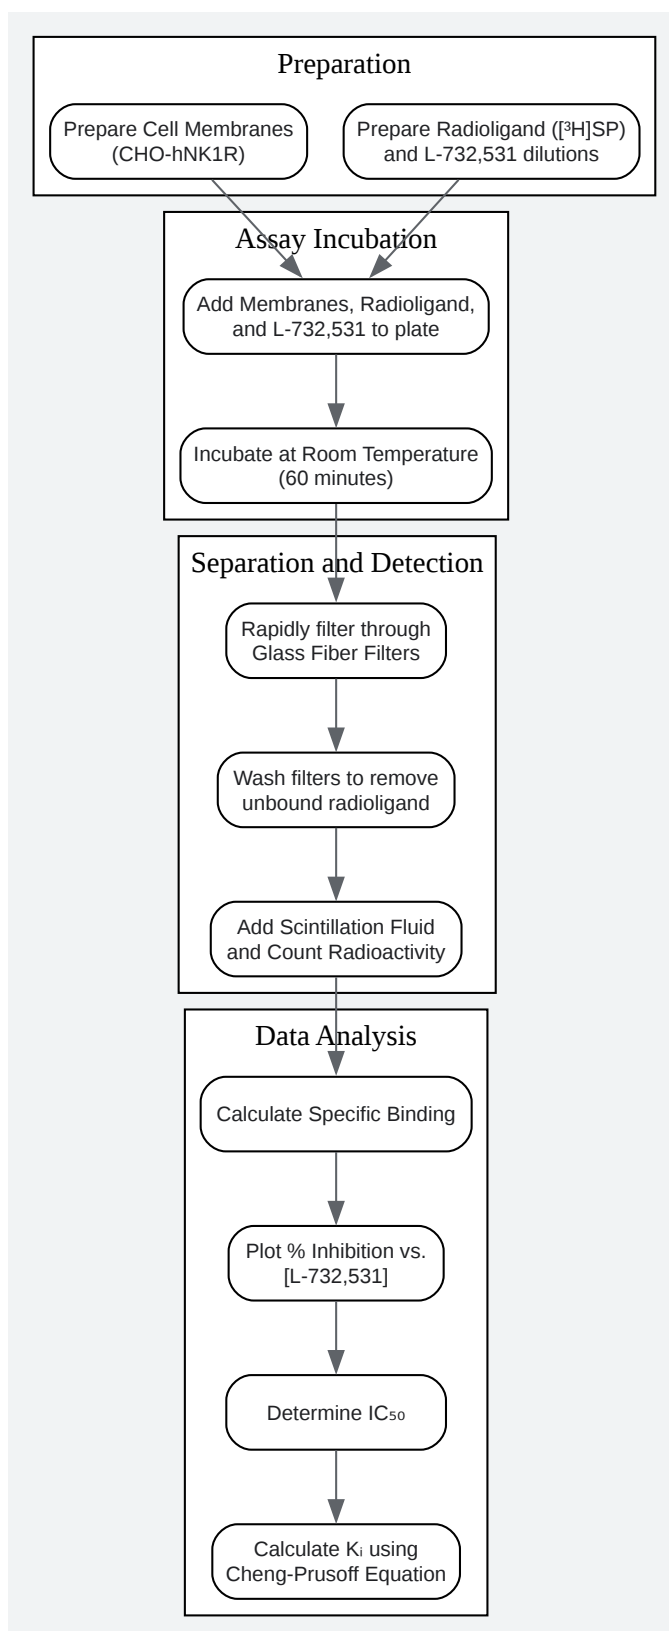 Preparation
Prepare Cell Membranes
(CHO-hNK1R)
Prepare Radioligand ([³H]SP)
and L-732,531 dilutions
Assay Incubation
Add Membranes, Radioligand,
and L-732,531 to plate
Incubate at Room Temperature
(60 minutes)
Separation and Detection
Rapidly filter through
Glass Fiber Filters
Wash filters to remove
unbound radioligand
Add Scintillation Fluid
and Count Radioactivity
Data Analysis
Calculate Specific Binding
Plot % Inhibition vs.
[L-732,531]
Determine IC₅₀
Calculate Kᵢ using
Cheng-Prusoff Equation